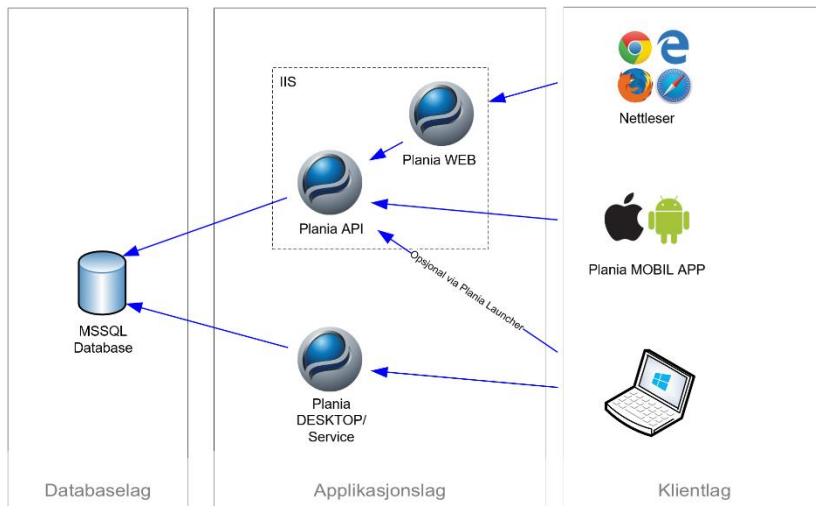 IIS
Plania WEB
Plania API
Nettleser
Plania MOBIL APP
Opsjonal via Plania Launcher
MSSQL
Database
Plania
DESKTOP/
Service
Databaselag
Applikasjonslag
Klientlag